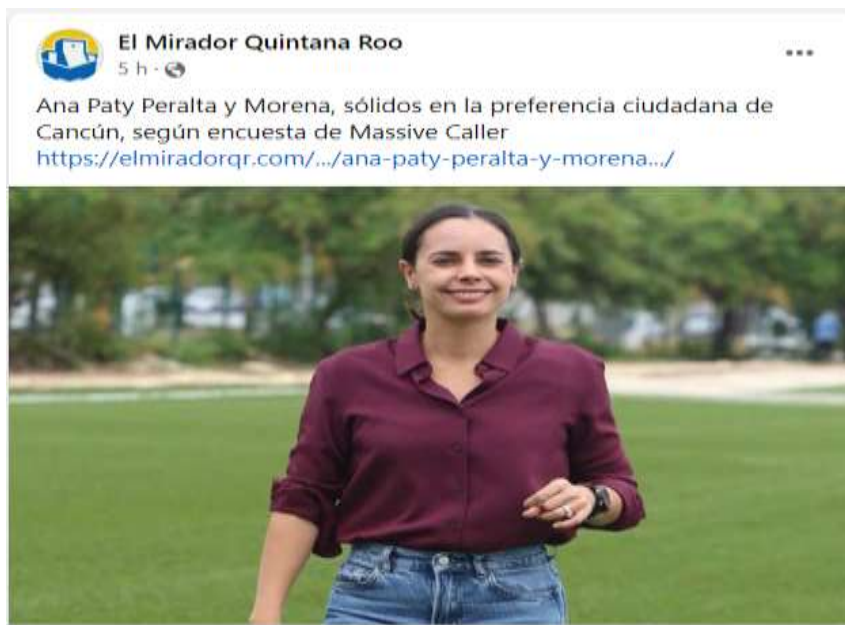 El Mirador Quintana Roo
5 h ·
Ana Paty Peralta y Morena, sólidos en la preferencia ciudadana de
Cancún, según encuesta de Massive Caller
https://elmiradorqr.com/.../ana-paty-peralta-y-morena.../